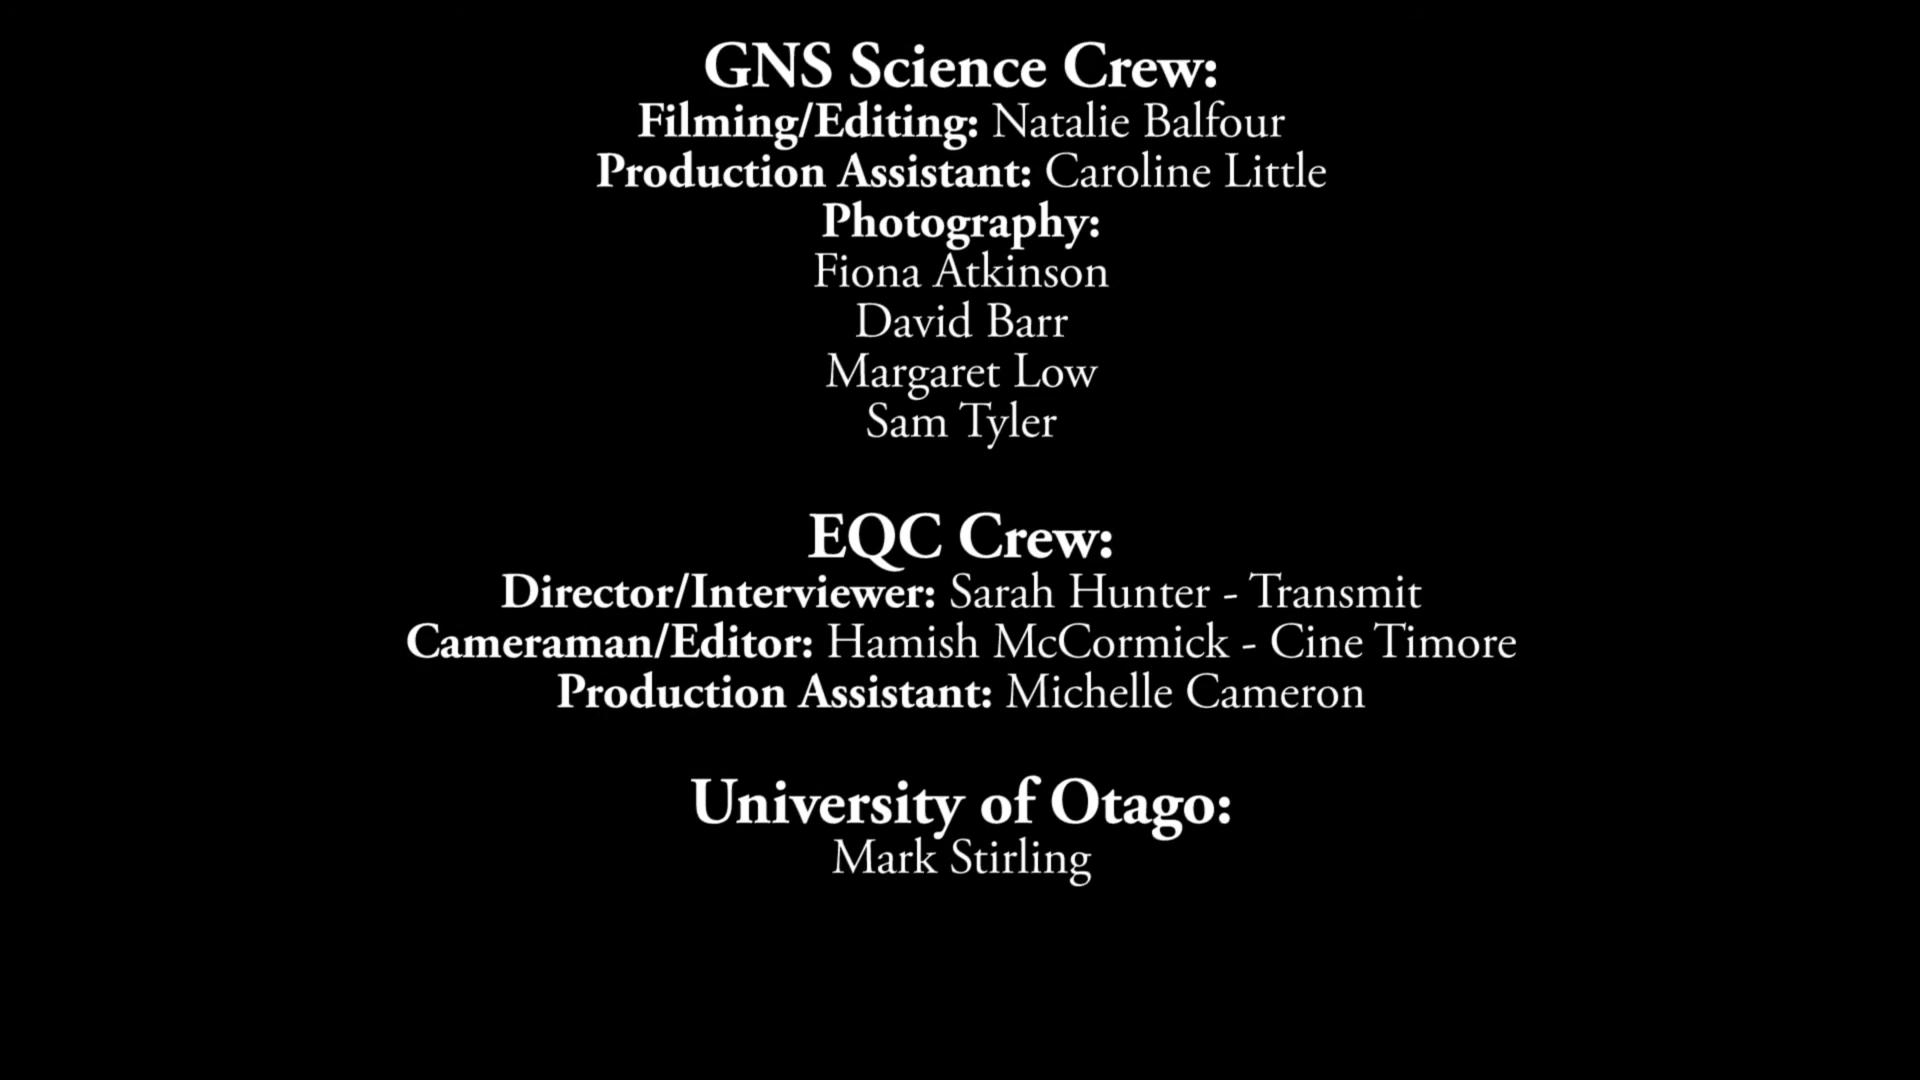 GNS Science Crew:
Filming/Editing: Natalie Balfour
Production Assistant: Caroline Little
Photography:
Fiona Atkinson
David Barr
Margaret Low
Sam Tyler
EQC Crew:
Director/Interviewer: Sarah Hunter - Transmit
Cameraman/Editor: Hamish McCormick - Cine Timore
Production Assistant: Michelle Cameron
University of Otago:
Mark Stirling